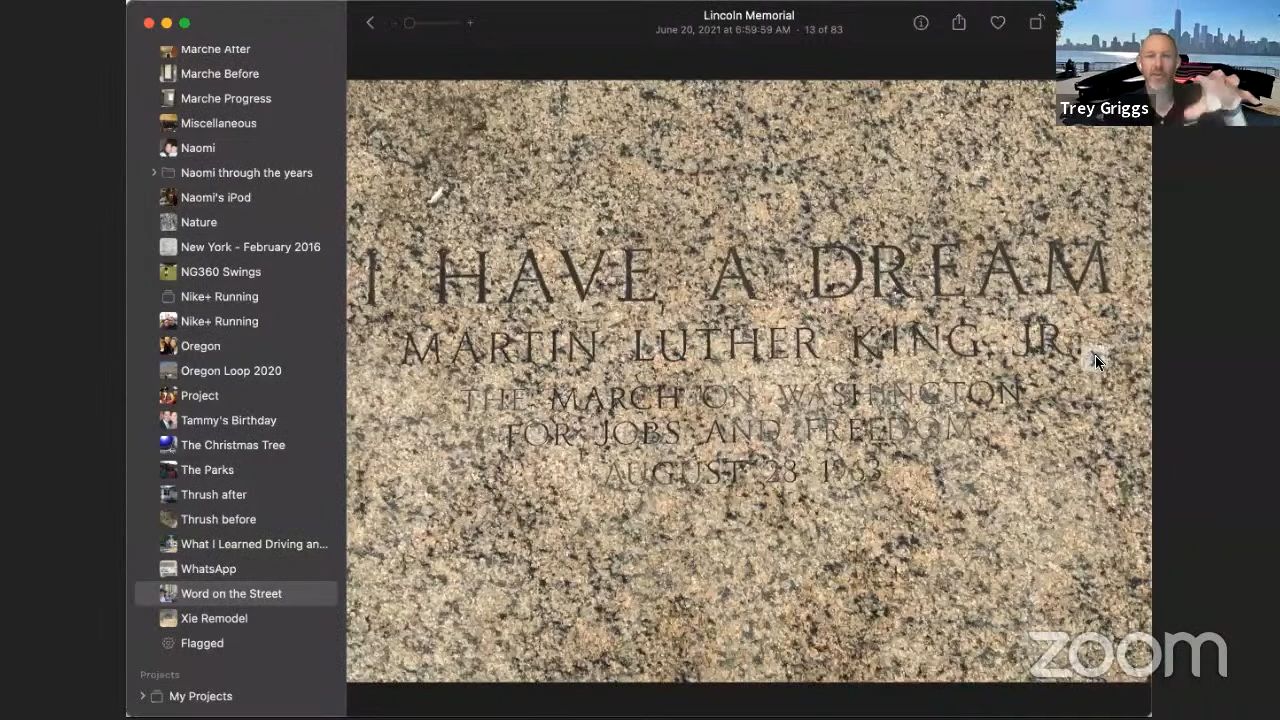 Lincoln Memorial
June 20, 2021 at 6:59:59 AM · 13 of 83
Marche After
Marche Before
Marche Progress
Miscellaneous
Naomi
Naomi through the years
Naomi's iPod
Nature
New York - February 2016
NG360 Swings
Nike+ Running
Nike+ Running
Oregon
Oregon Loop 2020
Project
Tammy's Birthday
The Christmas Tree
The Parks
Thrush after
Thrush before
What I Learned Driving an...
WhatsApp
Word on the Street
Xie Remodel
Flagged
Projects
My Projects
I HAVE A DREAM
MARTIN LUTHER KING JR
THE MARCH ON WASHINGTON
FOR JOBS AND FREEDOM
AUGUST 28 1963
Trey Griggs
zoom